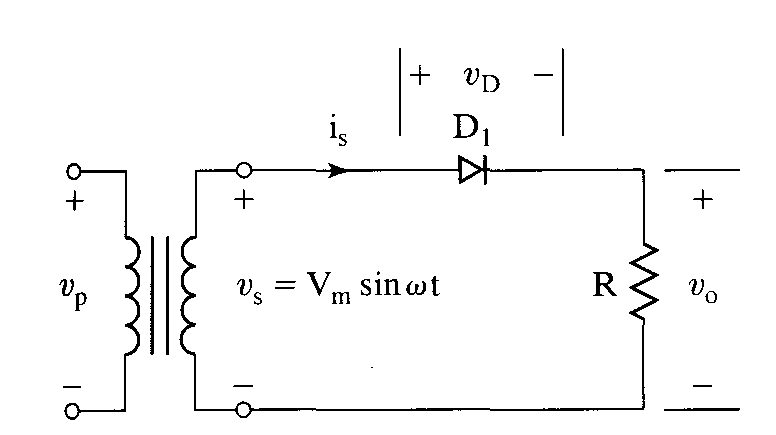 + v_D −
i_s D_1
+ + +
v_p v_s = V_m sin ωt R v_o
− − −